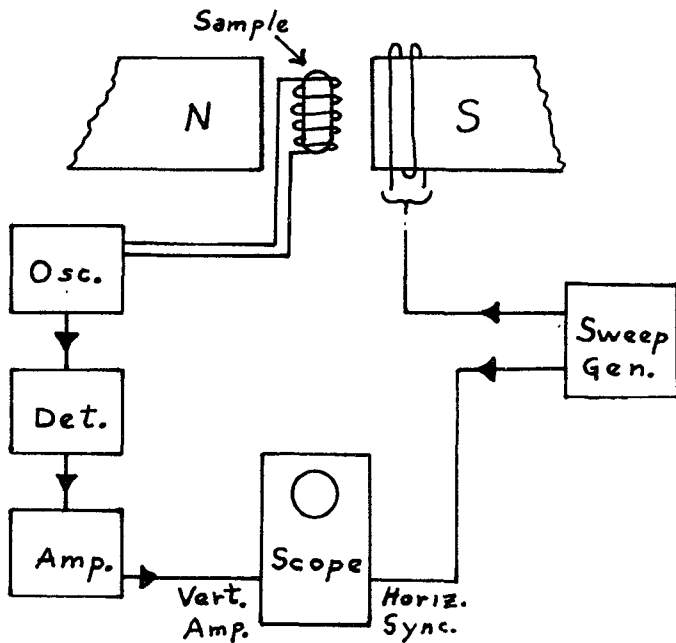 Sample
N
S
Osc.
Sweep
Gen.
Det.
Amp.
Scope
Vert.
Amp.
Horiz.
Sync.